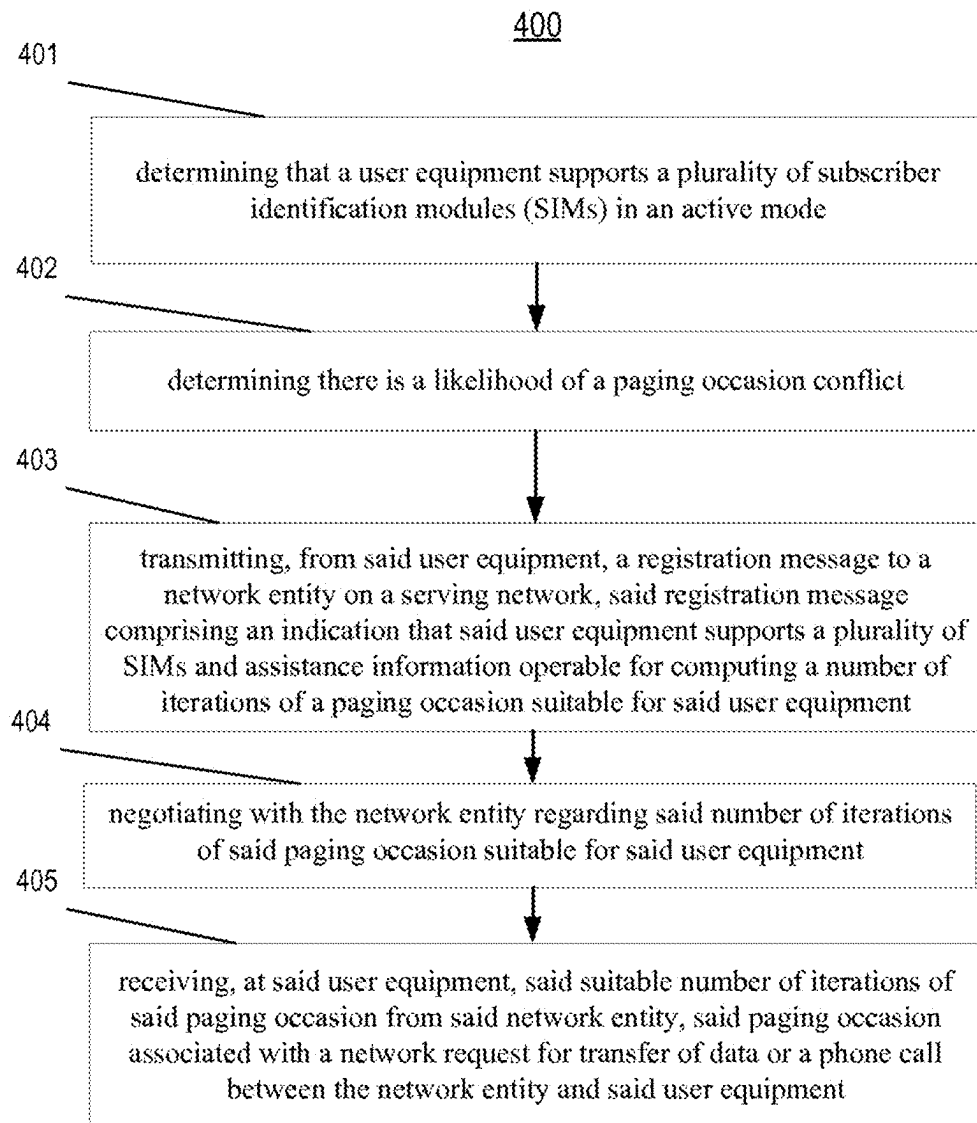 400
401
determining that a user equipment supports a plurality of subscriber
identification modules (SIMs) in an active mode
402
determining there is a likelihood of a paging occasion conflict
403
transmitting, from said user equipment, a registration message to a
network entity on a serving network, said registration message
comprising an indication that said user equipment supports a plurality of
SIMs and assistance information operable for computing a number of
iterations of a paging occasion suitable for said user equipment
404
negotiating with the network entity regarding said number of iterations
of said paging occasion suitable for said user equipment
405
receiving, at said user equipment, said suitable number of iterations of
said paging occasion from said network entity, said paging occasion
associated with a network request for transfer of data or a phone call
between the network entity and said user equipment